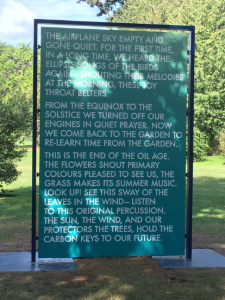 THE AIRPLANE SKY EMPTY AND
GONE QUIET. FOR THE FIRST TIME,
IN A LONG TIME, WE HEARD THE
SONGS OF THE BIRDS
AGAIN—SHOUTING THEIR MELODIES
AT THE MORNING, THESE JOY
THROAT BELTERS.
FROM THE EQUINOX TO THE
SOLSTICE WE TURNED OFF OUR
ENGINES IN QUIET PRAYER. NOW
WE COME BACK TO THE GARDEN TO
RE-LEARN TIME FROM THE GARDEN.
THIS IS THE END OF THE OIL AGE.
THE FLOWERS SHOUT PRIMARY
COLOURS PLEASED TO SEE US, THE
GRASS MAKES ITS SUMMER MUSIC.
LOOK UP! SEE THIS SWAY OF THE
LEAVES IN THE WIND—LISTEN
TO THIS ORIGINAL PERCUSSION.
THE SUN, THE WIND, AND OUR
PROTECTORS THE TREES, HOLD THE
CARBON KEYS TO OUR FUTURE.